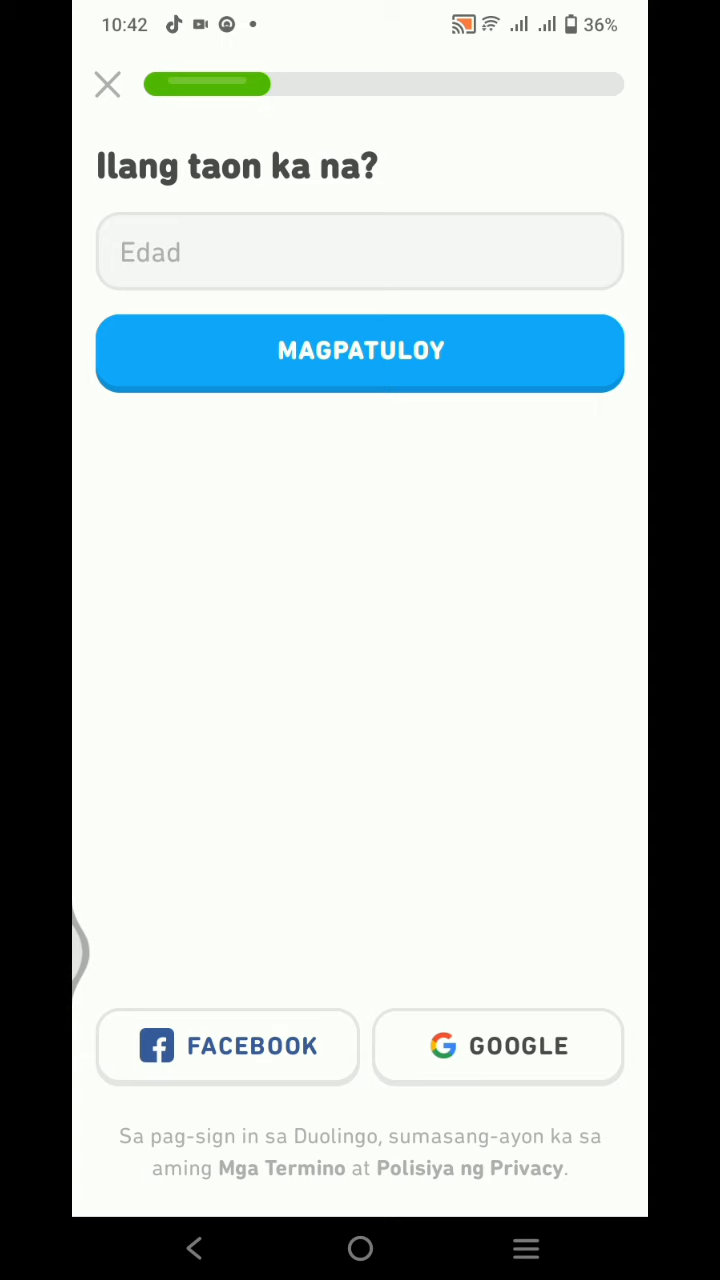 10:42
36%
Ilang taon ka na?
Edad
MAGPATULOY
FACEBOOK
GOOGLE
Sa pag-sign in sa Duolingo, sumasang-ayon ka sa
aming Mga Termino at Polisiya ng Privacy.